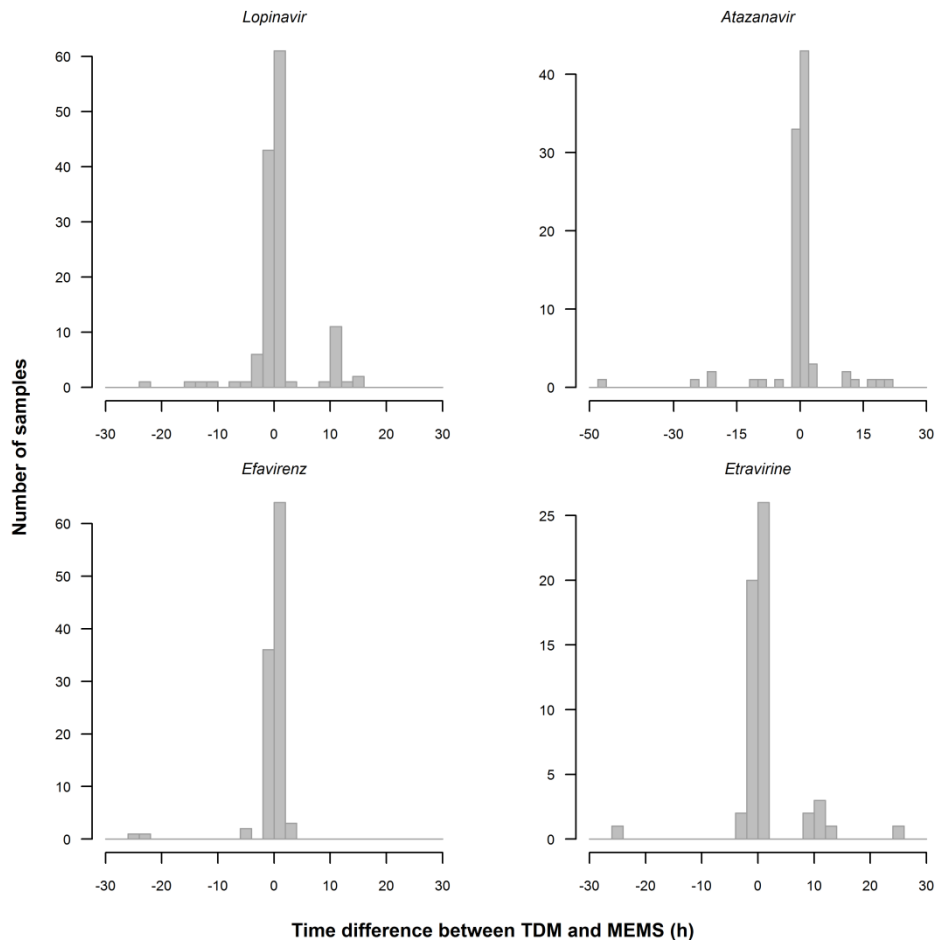 Lopinavir
Atazanavir
60
50
40
30
20
10
0
-30 -20 -10 0 10 20 30
40
30
20
10
0
-50 -30 -15 0 15 30
Number of samples
Efavirenz
Etravirine
60
50
40
30
20
10
0
-30 -20 -10 0 10 20 30
25
20
15
10
5
0
-30 -20 -10 0 10 20 30
Time difference between TDM and MEMS (h)